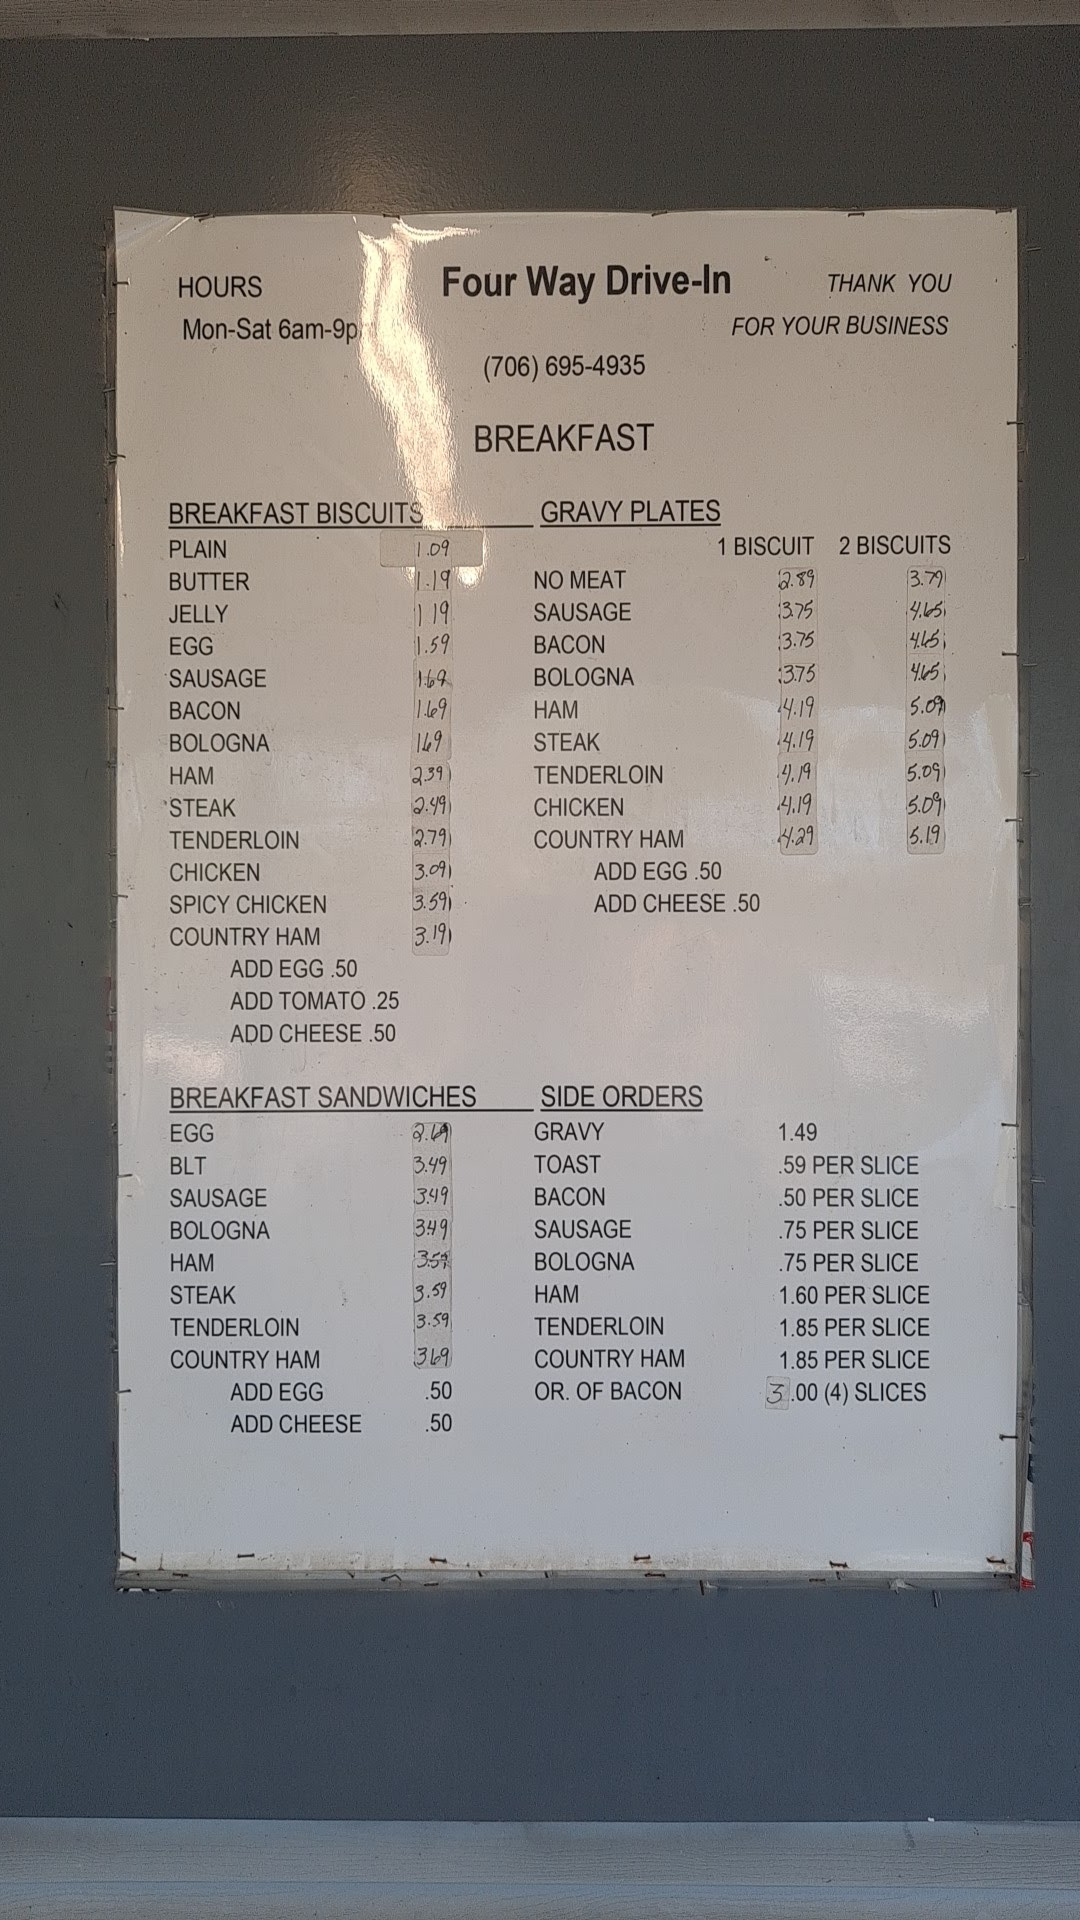 HOURS
Four Way Drive-In
THANK YOU
Mon-Sat 6am-9p
FOR YOUR BUSINESS
(706) 695-4935
BREAKFAST
BREAKFAST BISCUITS
PLAIN 1.09
BUTTER 1.19
JELLY 1 19
EGG 1.59
SAUSAGE 1.69
BACON 1.69
BOLOGNA 1.69
HAM 2.39
STEAK 2.49
TENDERLOIN 2.79
CHICKEN 3.09
SPICY CHICKEN 3.59
COUNTRY HAM 3.19
ADD EGG .50
ADD TOMATO .25
ADD CHEESE .50
GRAVY PLATES
1 BISCUIT 2 BISCUITS
NO MEAT 2.89 3.79
SAUSAGE 3.75 4.65
BACON 3.75 4.65
BOLOGNA 3.75 4.65
HAM 4.19 5.09
STEAK 4.19 5.09
TENDERLOIN 4.19 5.09
CHICKEN 4.19 5.09
COUNTRY HAM 4.29 5.19
ADD EGG .50
ADD CHEESE .50
BREAKFAST SANDWICHES
EGG 2.69
BLT 3.49
SAUSAGE 3.49
BOLOGNA 3.49
HAM 3.59
STEAK 3.59
TENDERLOIN 3.59
COUNTRY HAM 3.69
ADD EGG .50
ADD CHEESE .50
SIDE ORDERS
GRAVY 1.49
TOAST .59 PER SLICE
BACON .50 PER SLICE
SAUSAGE .75 PER SLICE
BOLOGNA .75 PER SLICE
HAM 1.60 PER SLICE
TENDERLOIN 1.85 PER SLICE
COUNTRY HAM 1.85 PER SLICE
OR. OF BACON 3.00 (4) SLICES